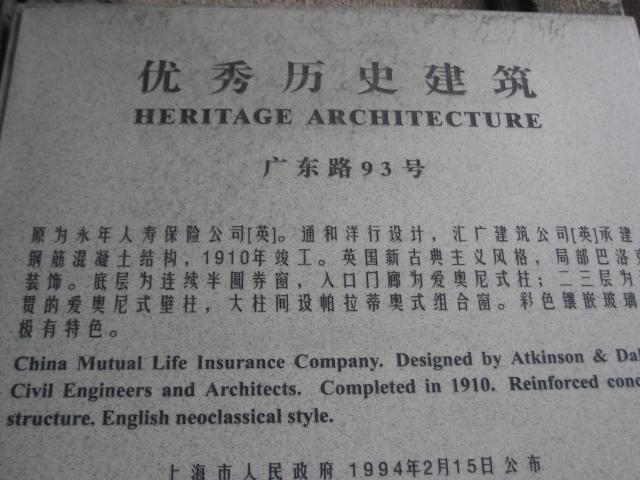 优秀历史建筑
HERITAGE ARCHITECTURE
广东路93号
原为永年人寿保险公司[英]。通和洋行设计，汇广建筑公司[英]承建
钢筋混凝土结构，1910年竣工。英国新古典主义风格，局部巴洛克
装饰。底层为连续半圆券窗，入口门廊为爱奥尼式柱；二三层为
贯的爱奥尼式壁柱，大柱间设帕拉蒂奥式组合窗。彩色镶嵌玻璃
极有特色。
China Mutual Life Insurance Company. Designed by Atkinson & Dal
Civil Engineers and Architects. Completed in 1910. Reinforced conc
structure. English neoclassical style.
上海市人民政府 1994年2月15日公布